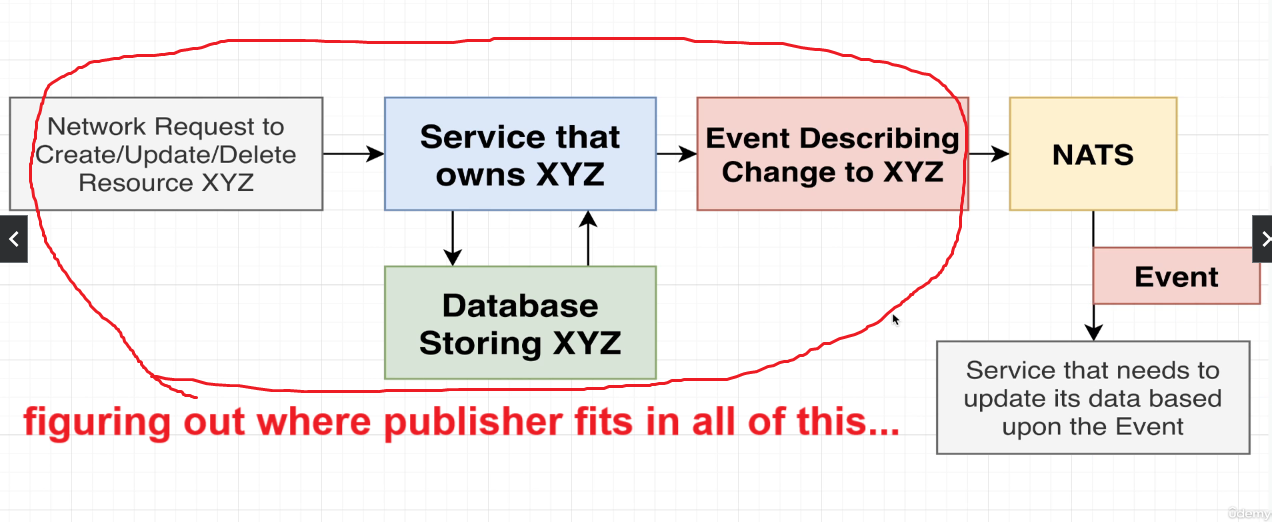 Network Request to
Create/Update/Delete
Resource XYZ
Service that
owns XYZ
Event Describing
Change to XYZ
NATS
Database
Storing XYZ
Event
Service that needs to
update its data based
upon the Event
figuring out where publisher fits in all of this...
ûdemy